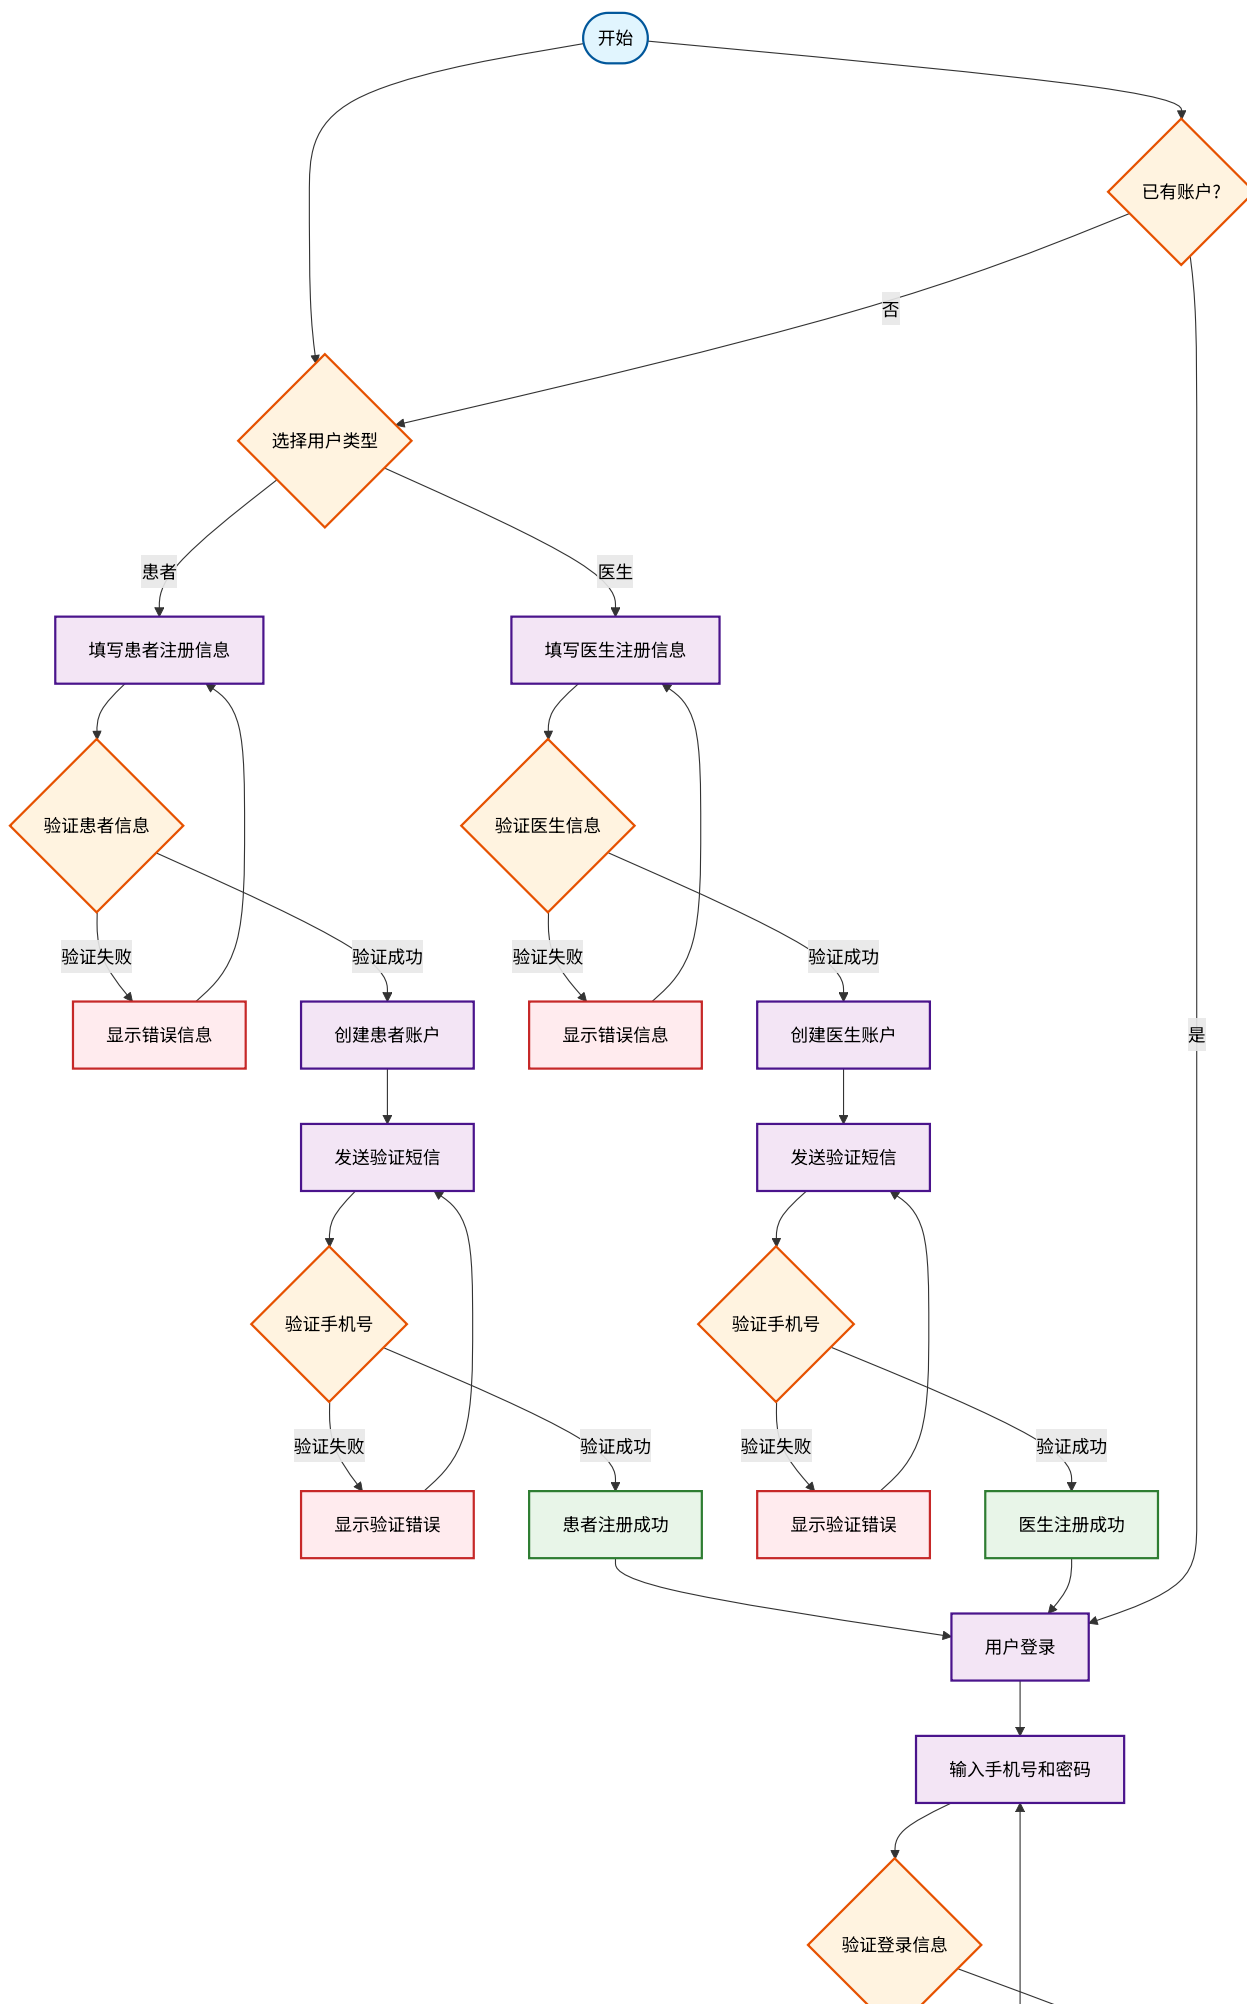 开始
已有账户?
否
选择用户类型
患者
医生
填写患者注册信息
填写医生注册信息
验证患者信息
验证医生信息
验证失败
验证成功
验证失败
验证成功
显示错误信息
创建患者账户
显示错误信息
创建医生账户
是
发送验证短信
发送验证短信
验证手机号
验证手机号
验证失败
验证成功
验证失败
验证成功
显示验证错误
患者注册成功
显示验证错误
医生注册成功
用户登录
输入手机号和密码
验证登录信息